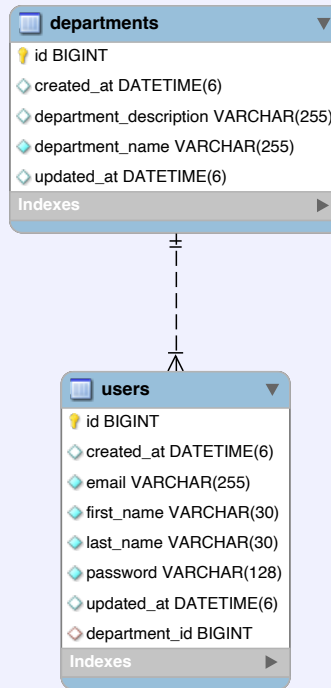 departments
id BIGINT
created_at DATETIME(6)
department_description VARCHAR(255)
department_name VARCHAR(255)
updated_at DATETIME(6)
Indexes
users
id BIGINT
created_at DATETIME(6)
email VARCHAR(255)
first_name VARCHAR(30)
last_name VARCHAR(30)
password VARCHAR(128)
updated_at DATETIME(6)
department_id BIGINT
Indexes